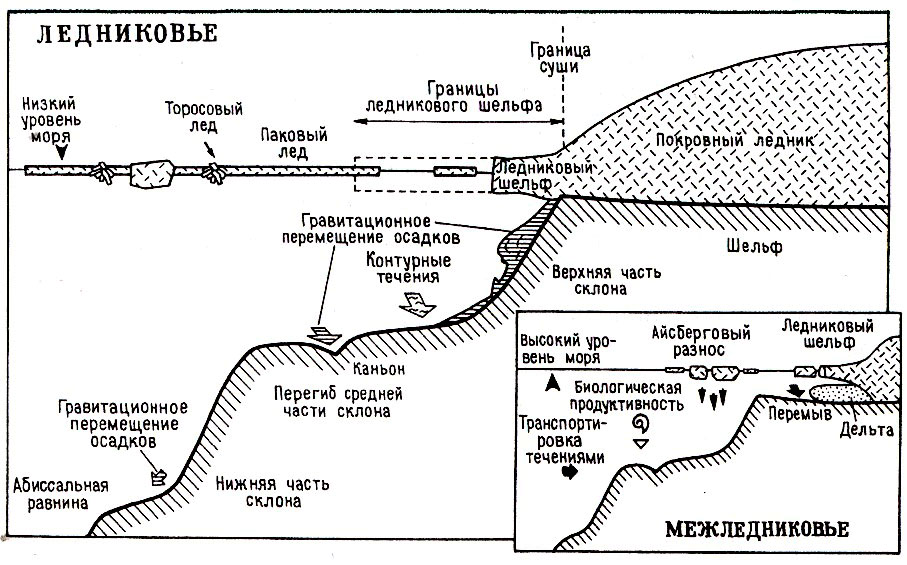 ЛЕДНИКОВЬЕ
Граница
суши
Границы
ледникового шельфа
Низкий
уровень
моря
Торосовый
лед
Паковый
лед
Покровный ледник
Ледниковый
шельф
Гравитационное
перемещение осадков
Шельф
Контурные
течения
Верхняя часть
склона
Каньон
Перегиб средней
части склона
Гравитационное
перемещение
осадков
Абиссальная
равнина
Нижняя часть
склона
Высокий уро-
вень моря
Айсберговый
разнос
Ледниковый
шельф
Биологическая
продуктивность
Перемыв
Дельта
Транспорти-
ровка
течениями
МЕЖЛЕДНИКОВЬЕ